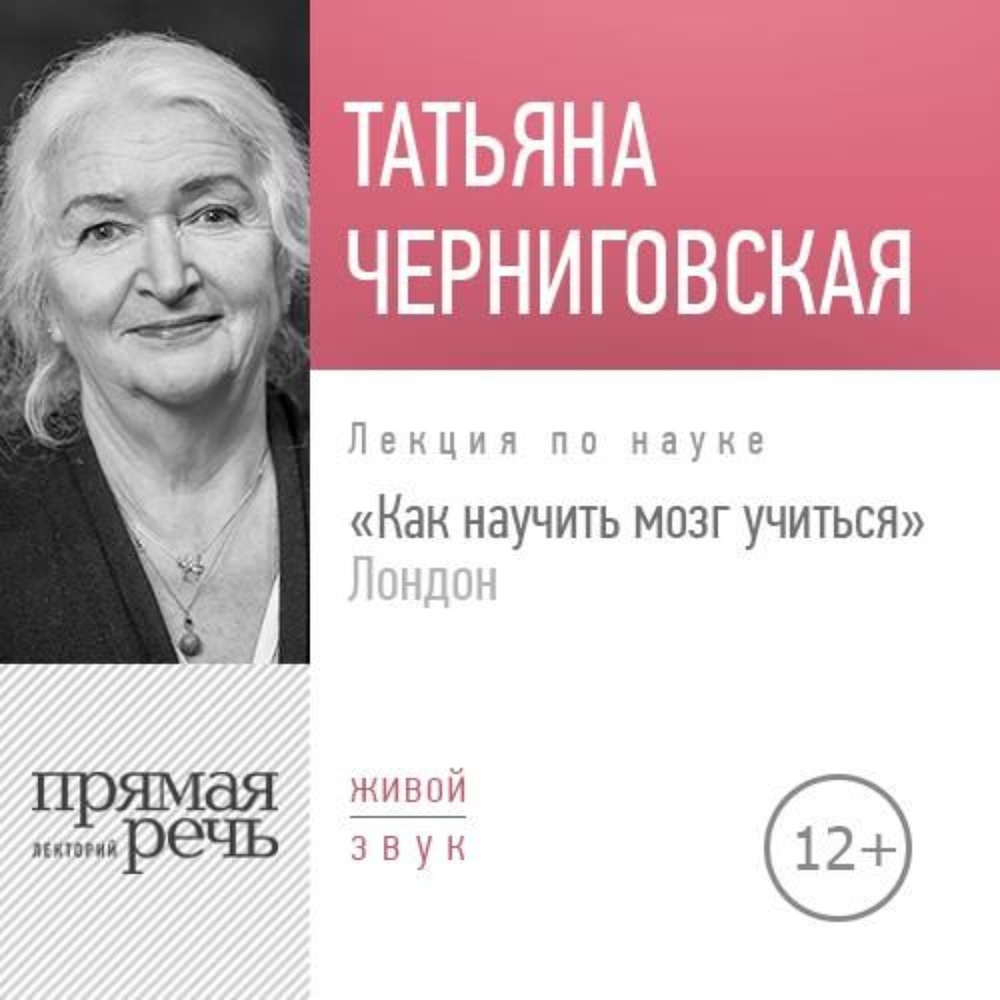 ТАТЬЯНА
ЧЕРНИГОВСКАЯ
Лекция по науке
«Как научить мозг учиться»
Лондон
прямая
лекторий речь
живой
звук
12+